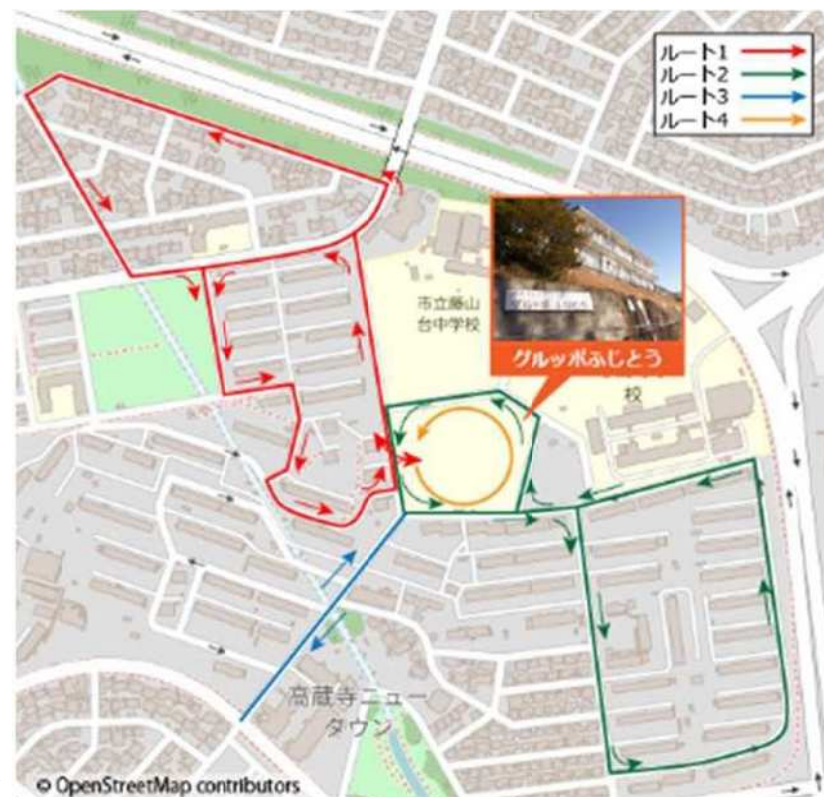 ルート1
ルート2
ルート3
ルート4
市立藤山
台中学校
グルッポふじとう
校
高蔵寺ニュー
タウン
© OpenStreetMap contributors